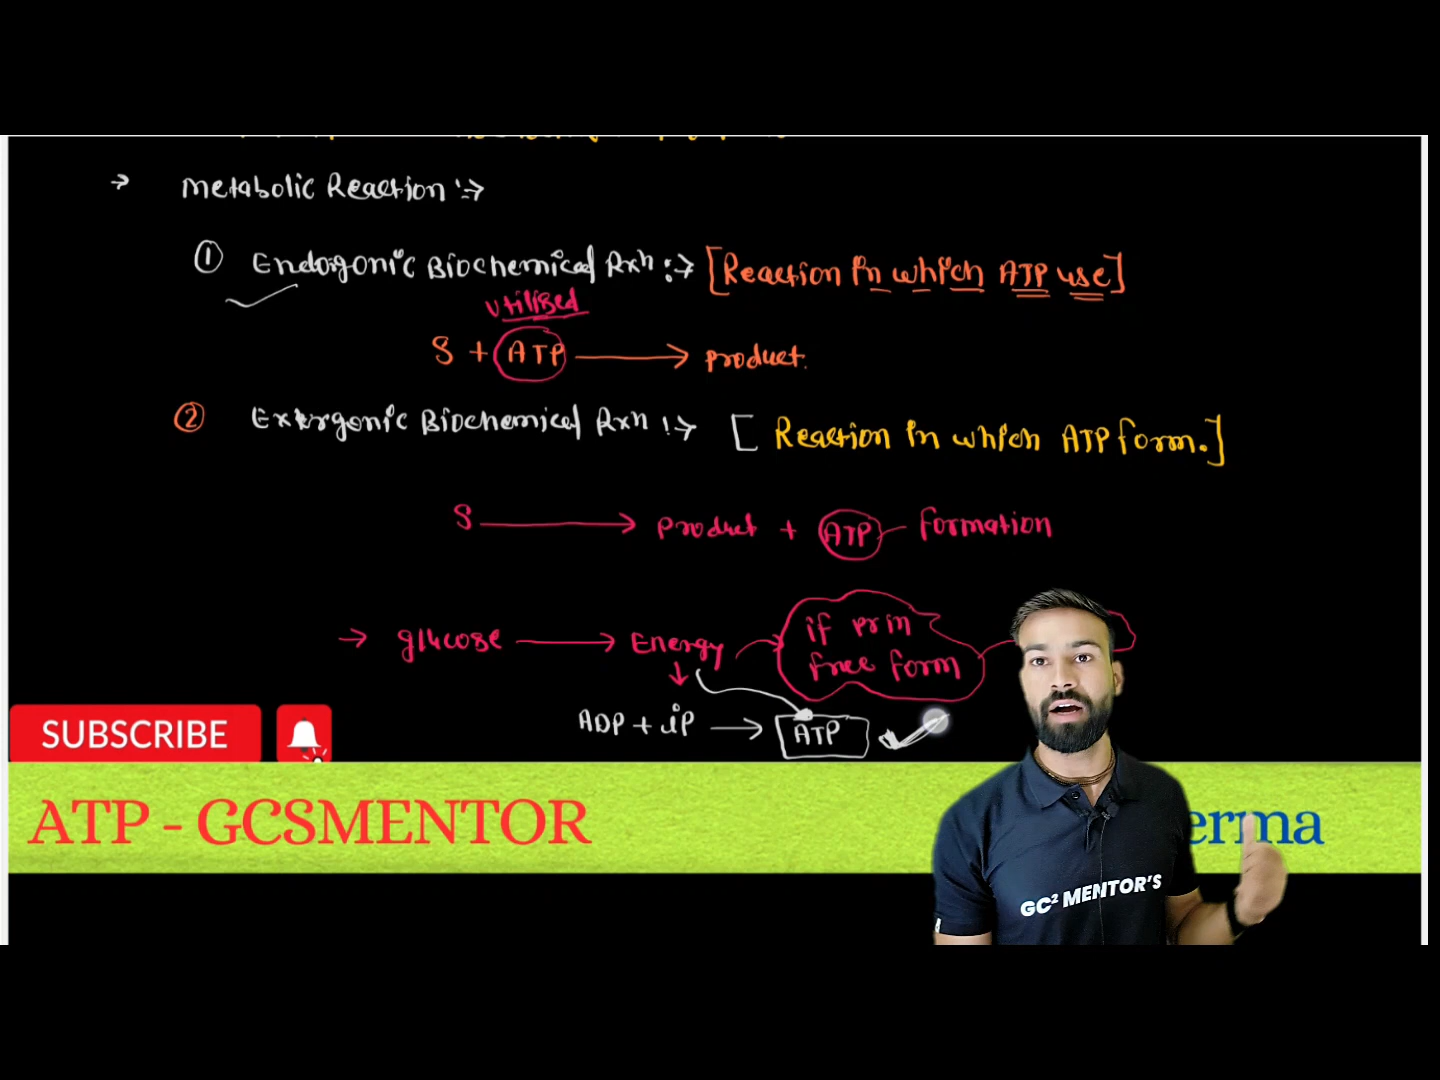 → Metabolic Reaction :→
① Endorgonic Biochemical Rxn :→ [Reaction in which ATP use]
utilised
S + ATP → product.
② Exergonic Biochemical Rxn :→ [Reaction in which ATP form.]
S → product + ATP - formation
→ glucose → Energy
if
free form
ADP + iP → ATP
SUBSCRIBE
ATP - GCSMENTOR
erma
GC² MENTOR'S